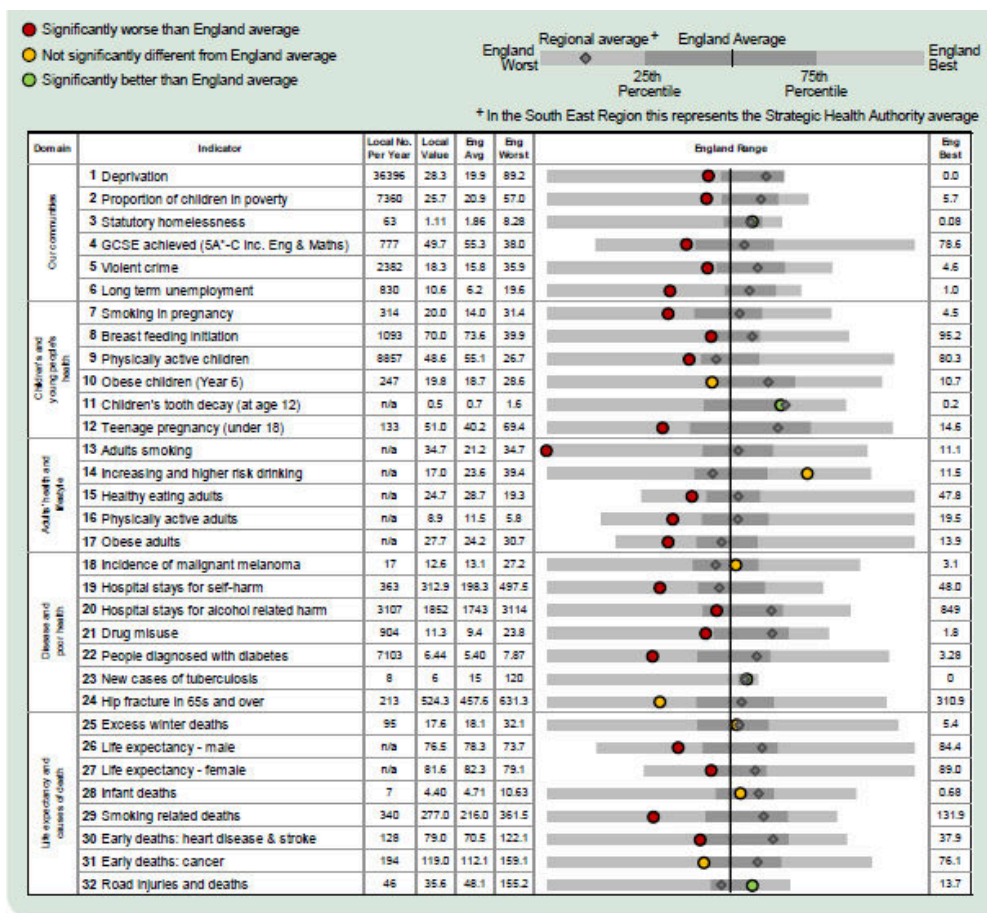 Significantly worse than England average
Not significantly different from England average
Significantly better than England average
Regional average+ England Average
England Worst England Best
25th Percentile 75th Percentile
+ In the South East Region this represents the Strategic Health Authority average
Domain Indicator Local No. Per Year Local Value Eng Avg Eng Worst England Range Eng Best
Our communities
1 Deprivation 36396 28.3 19.9 89.2 0.0
2 Proportion of children in poverty 7360 25.7 20.9 57.0 5.7
3 Statutory homelessness 63 1.11 1.86 8.28 0.08
4 GCSE achieved (5A*-C inc. Eng & Maths) 777 49.7 55.3 38.0 78.6
5 Violent crime 2382 18.3 15.8 35.9 4.6
6 Long term unemployment 830 10.6 6.2 19.6 1.0
Children's and young people's health
7 Smoking in pregnancy 314 20.0 14.0 31.4 4.5
8 Breast feeding initiation 1093 70.0 73.6 39.9 95.2
9 Physically active children 8857 48.6 55.1 26.7 80.3
10 Obese children (Year 6) 247 19.8 18.7 28.6 10.7
11 Children's tooth decay (at age 12) n/a 0.5 0.7 1.6 0.2
12 Teenage pregnancy (under 18) 133 51.0 40.2 69.4 14.6
Adults' health and lifestyle
13 Adults smoking n/a 34.7 21.2 34.7 11.1
14 Increasing and higher risk drinking n/a 17.0 23.6 39.4 11.5
15 Healthy eating adults n/a 24.7 28.7 19.3 47.8
16 Physically active adults n/a 8.9 11.5 5.8 19.5
17 Obese adults n/a 27.7 24.2 30.7 13.9
Disease and poor health
18 Incidence of malignant melanoma 17 12.6 13.1 27.2 3.1
19 Hospital stays for self-harm 363 312.9 198.3 497.5 48.0
20 Hospital stays for alcohol related harm 3107 1852 1743 3114 849
21 Drug misuse 904 11.3 9.4 23.8 1.8
22 People diagnosed with diabetes 7103 6.44 5.40 7.87 3.28
23 New cases of tuberculosis 8 6 15 120 0
24 Hip fracture in 65s and over 213 524.3 457.6 631.3 310.9
Life expectancy and causes of death
25 Excess winter deaths 95 17.6 18.1 32.1 5.4
26 Life expectancy - male n/a 76.5 78.3 73.7 84.4
27 Life expectancy - female n/a 81.6 82.3 79.1 89.0
28 Infant deaths 7 4.40 4.71 10.63 0.68
29 Smoking related deaths 340 277.0 216.0 361.5 131.9
30 Early deaths: heart disease & stroke 128 79.0 70.5 122.1 37.9
31 Early deaths: cancer 194 119.0 112.1 159.1 76.1
32 Road injuries and deaths 46 35.6 48.1 155.2 13.7